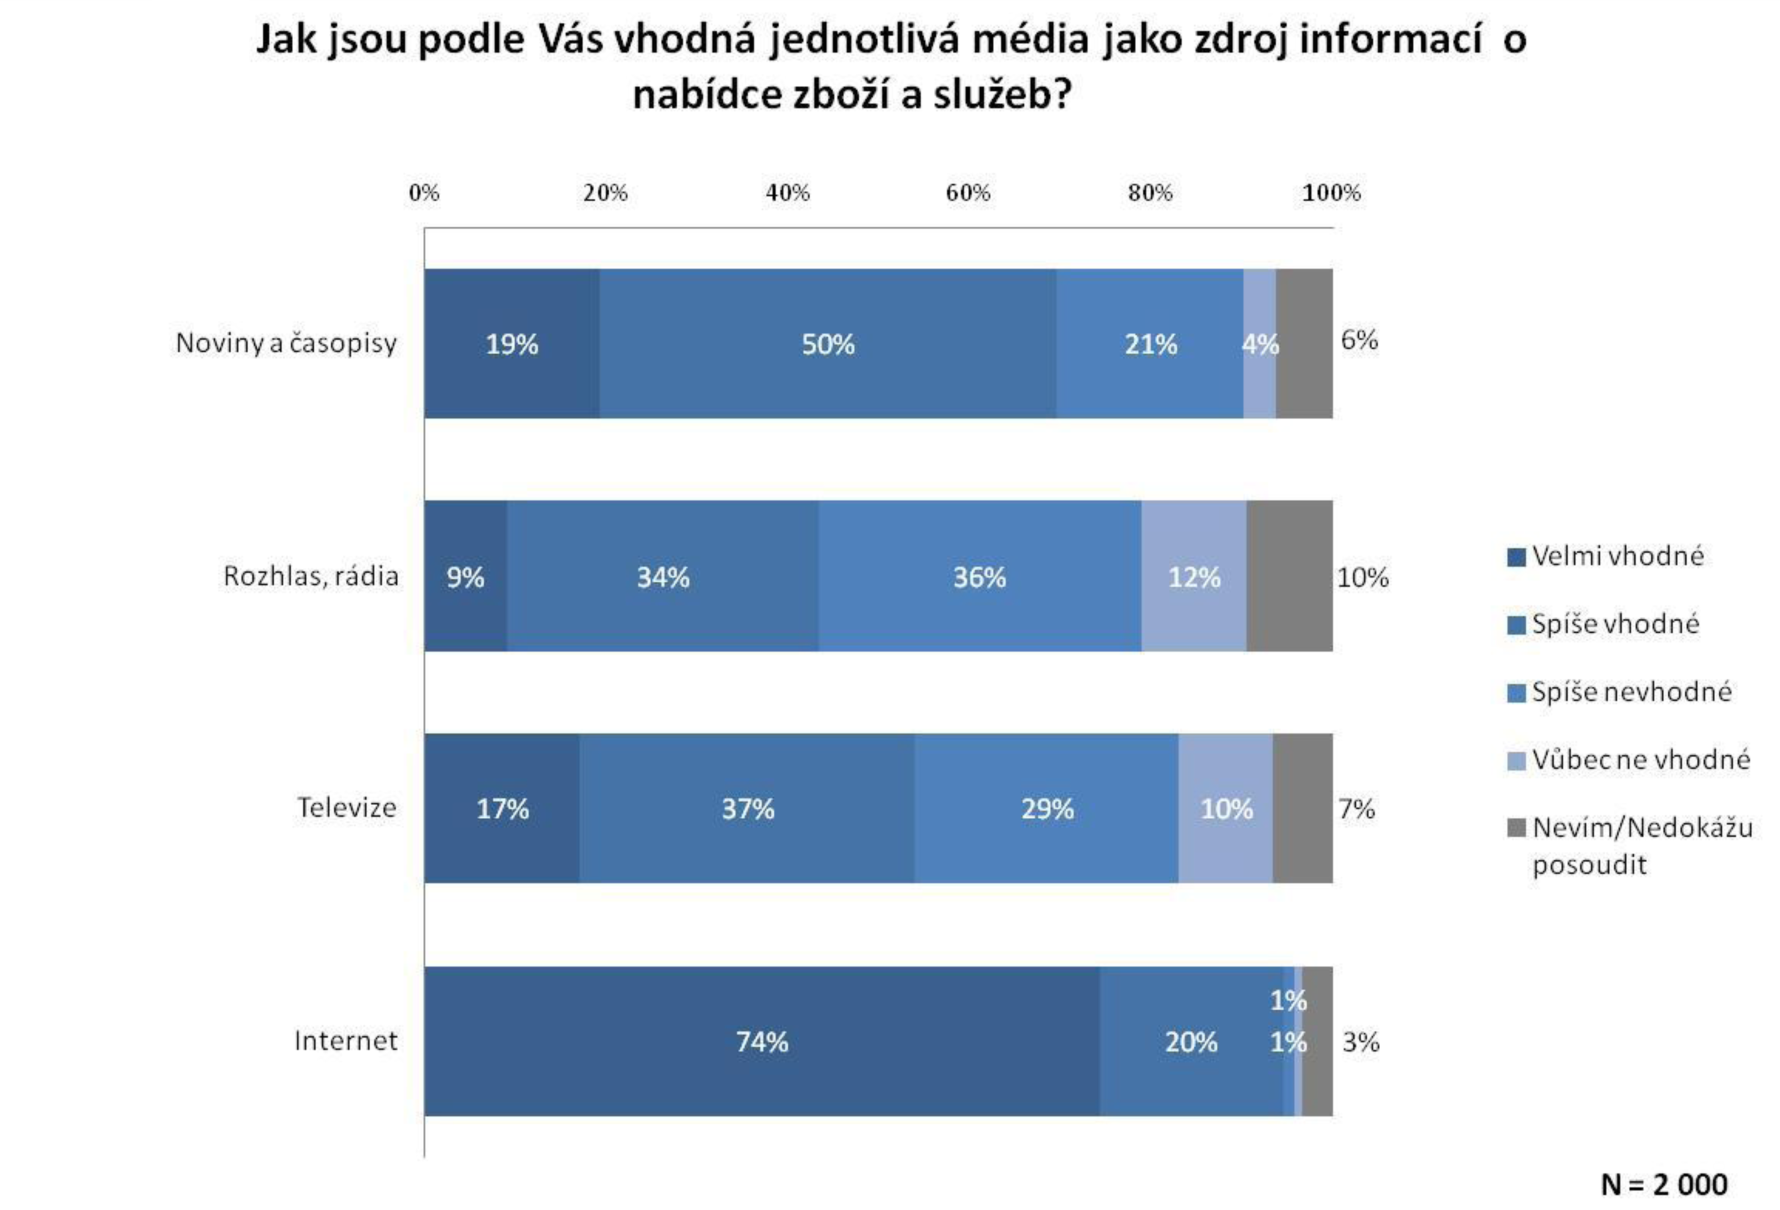 Jak jsou podle Vás vhodná jednotlivá média jako zdroj informací o
nabídce zboží a služeb?
0% 20% 40% 60% 80% 100%
Noviny a časopisy 19% 50% 21% 4% 6%
Rozhlas, rádia 9% 34% 36% 12% 10%
Televize 17% 37% 29% 10% 7%
1%
Internet 74% 20% 1% 3%
Velmi vhodné
Spíše vhodné
Spíše nevhodné
Vůbec ne vhodné
Nevím/Nedokážu
posoudit
N = 2 000